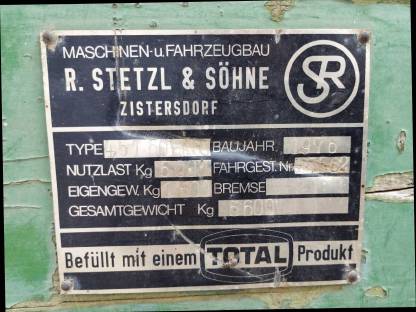 MASCHINEN-u.FAHRZEUGBAU
R. STETZL & SÖHNE
ZISTERSDORF
SR
TYPE BAUJAHR
NUTZLAST Kg FAHRGEST. Nr.
EIGENGEW. Kg BREMSE
GESAMTGEWICHT Kg
Befüllt mit einem TOTAL Produkt